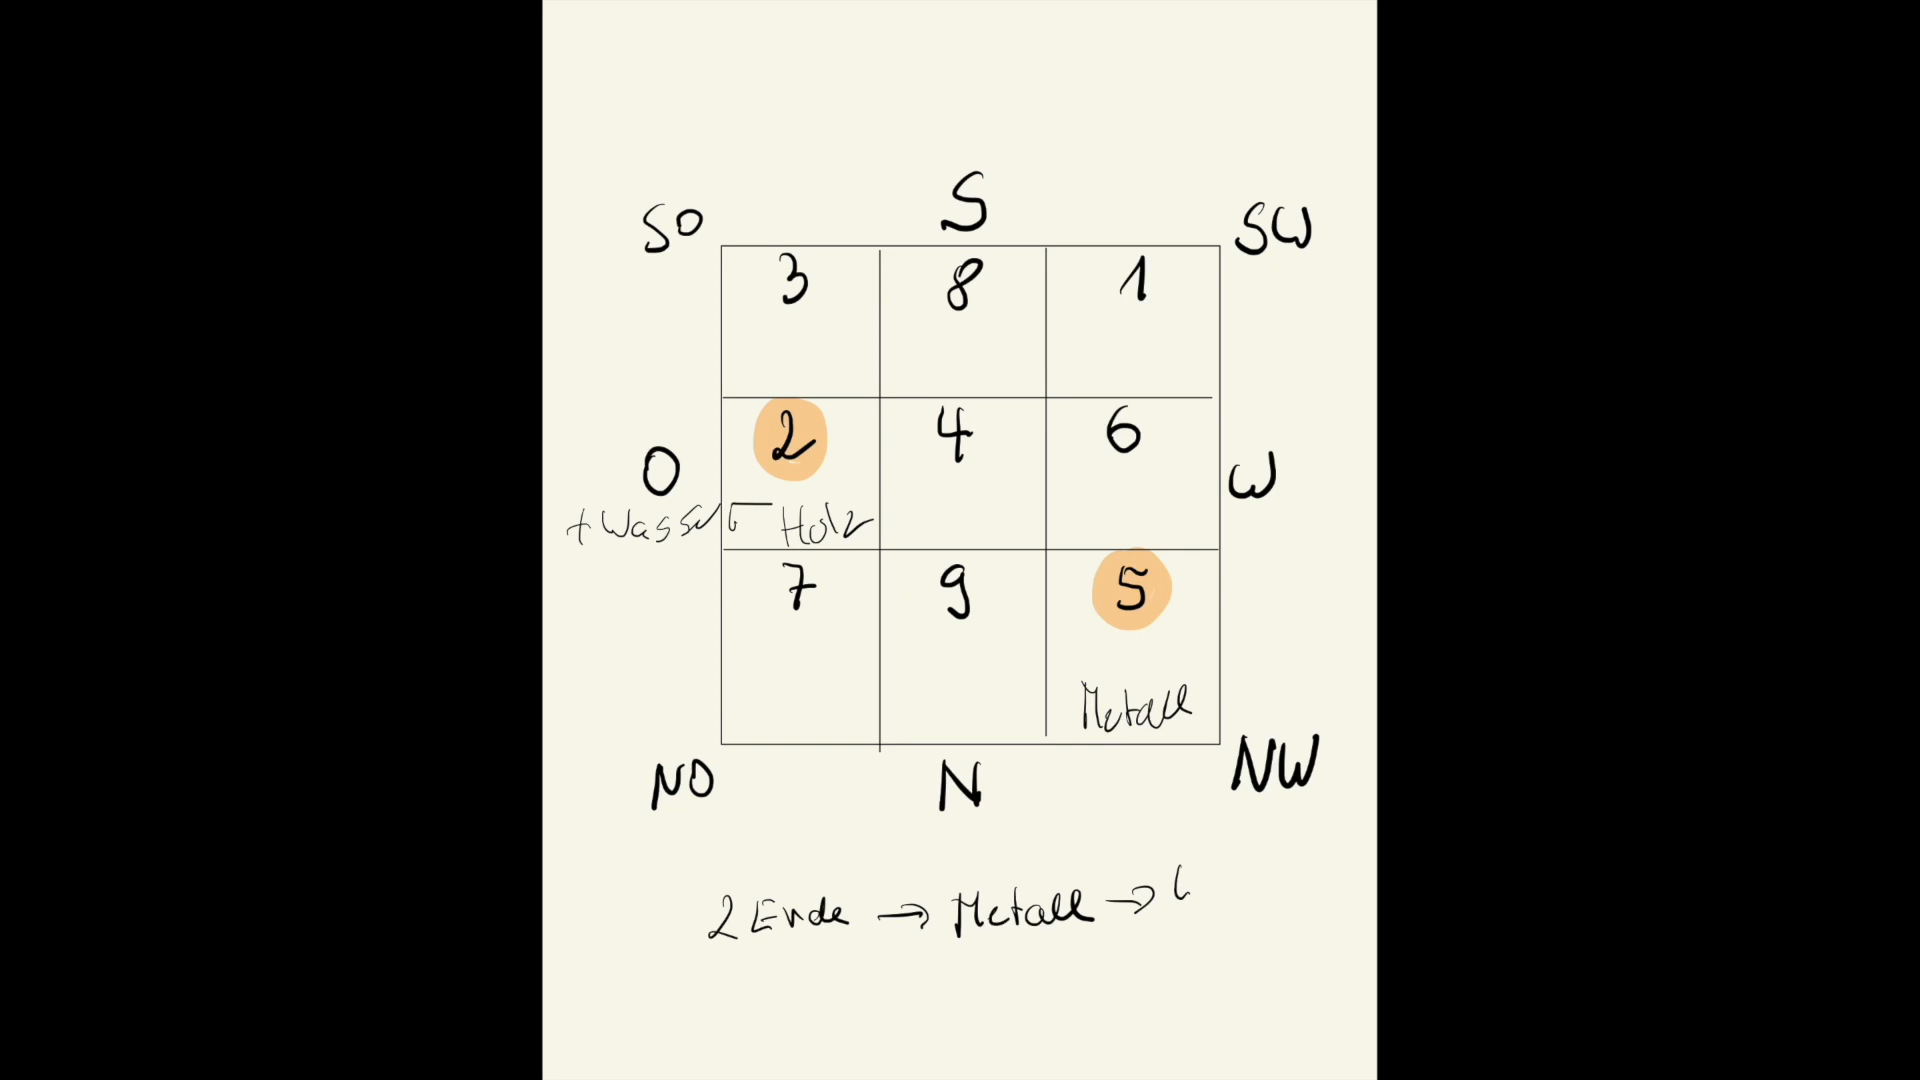 S
SO SW
3 8 1
2 4 6
O W
+ Wasser Holz
7 9 5
Metall
NO N NW
2 Erde → Metall →